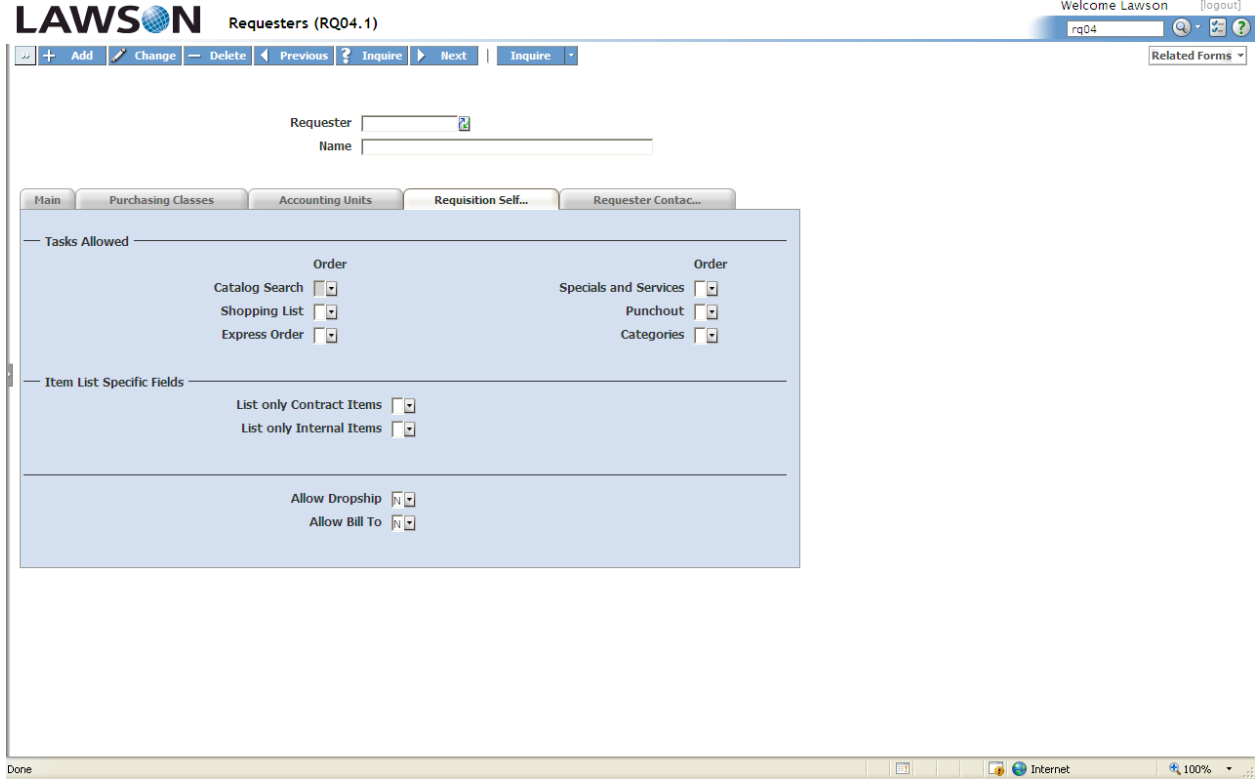 Welcome Lawson [logout]
LAWSON Requesters (RQ04.1)
rq04
Add Change Delete Previous Inquire Next | Inquire
Related Forms
Requester
Name
Main Purchasing Classes Accounting Units Requisition Self... Requester Contac...
Tasks Allowed
Order Order
Catalog Search Specials and Services
Shopping List Punchout
Express Order Categories
Item List Specific Fields
List only Contract Items
List only Internal Items
Allow Dropship N
Allow Bill To N
Done Internet 100%